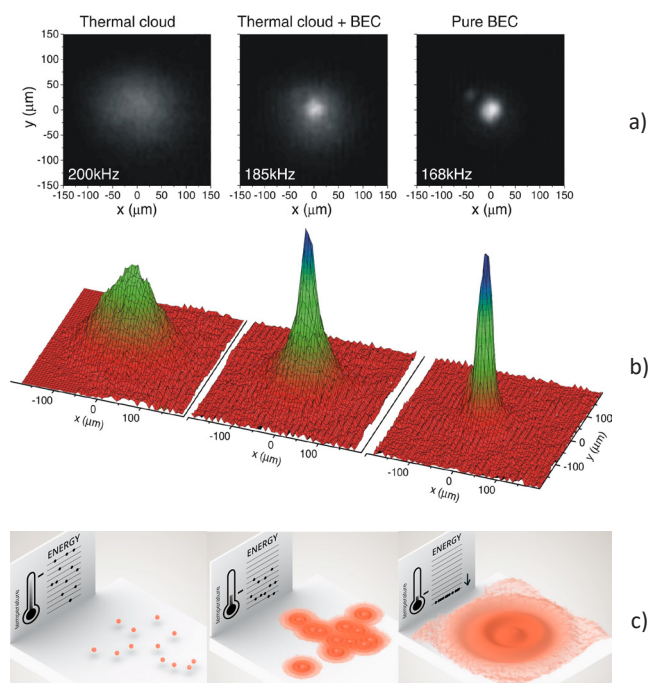 Thermal cloud
Thermal cloud + BEC
Pure BEC
150
100
50
0
-50
-100
-150
y (μm)
200kHz
185kHz
168kHz
-150-100 -50 0 50 100 150
-150-100 -50 0 50 100 150
-150-100 -50 0 50 100 150
x (μm)
x (μm)
x (μm)
a)
b)
-100
0
100
x (μm)
-100
0
100
x (μm)
-100
0
100
x (μm)
-100
0
100
y (μm)
ENERGY
temperature
ENERGY
temperature
ENERGY
temperature
c)